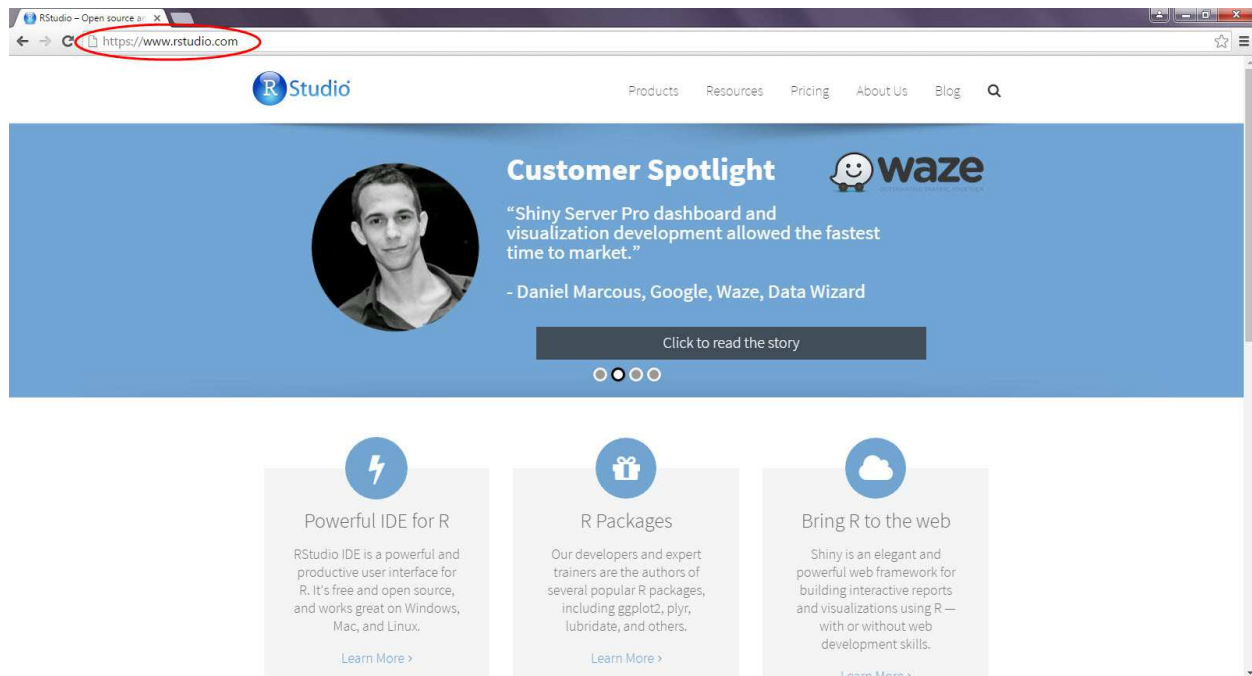 RStudio – Open source an
https://www.rstudio.com
R Studio
Products Resources Pricing About Us Blog
Customer Spotlight
waze
“Shiny Server Pro dashboard and
visualization development allowed the fastest
time to market.”
- Daniel Marcous, Google, Waze, Data Wizard
Click to read the story
Powerful IDE for R
RStudio IDE is a powerful and
productive user interface for
R. It's free and open source,
and works great on Windows,
Mac, and Linux.
Learn More >
R Packages
Our developers and expert
trainers are the authors of
several popular R packages,
including ggplot2, plyr,
lubridate, and others.
Learn More >
Bring R to the web
Shiny is an elegant and
powerful web framework for
building interactive reports
and visualizations using R —
with or without web
development skills.
Learn More >